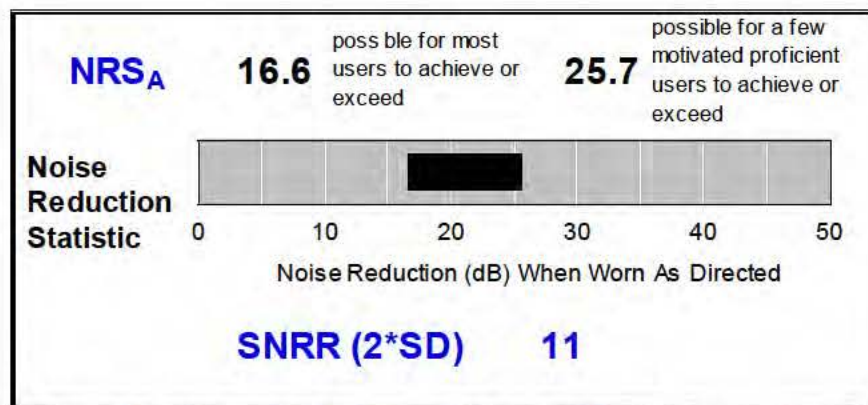 NRSA 16.6 poss ble for most users to achieve or exceed 25.7 possible for a few motivated proficient users to achieve or exceed
Noise
Reduction
Statistic
0 10 20 30 40 50
Noise Reduction (dB) When Worn As Directed
SNRR (2*SD) 11